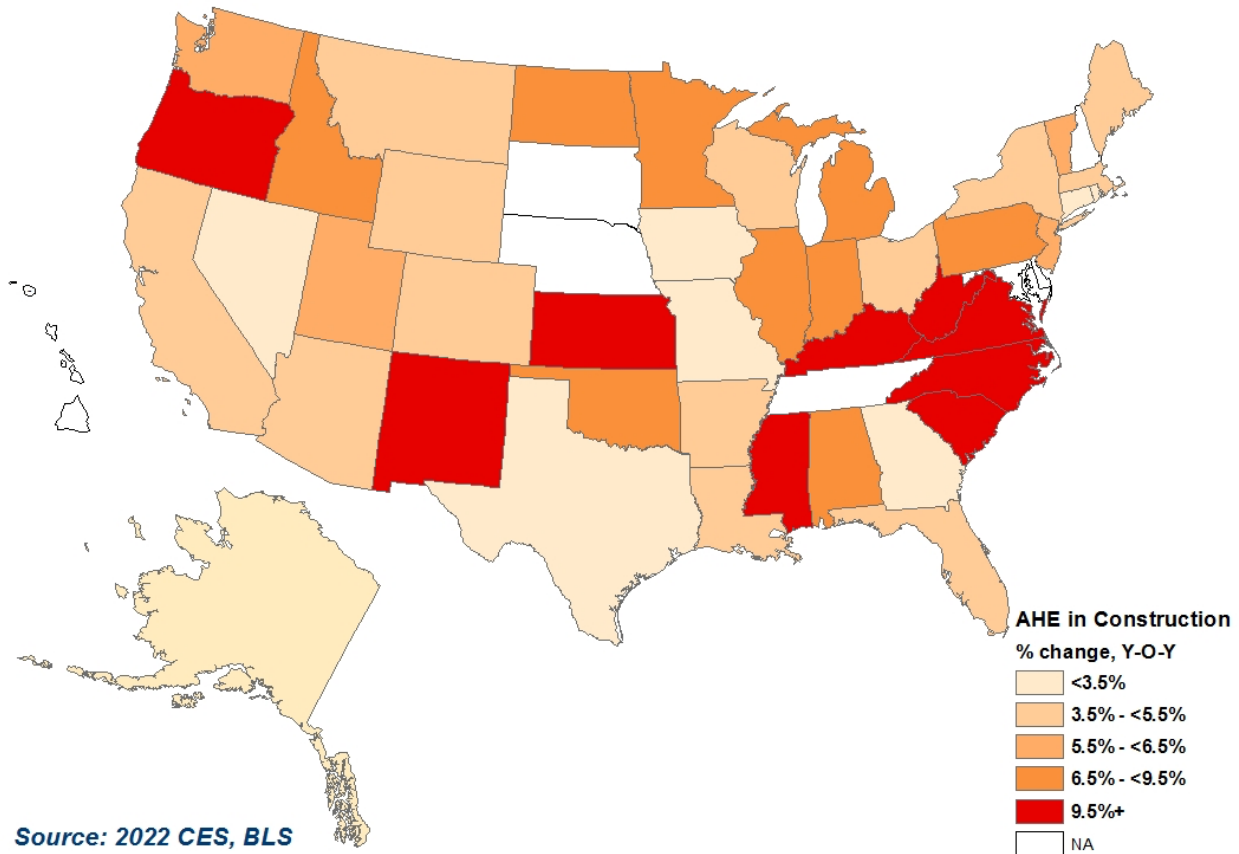 AHE in Construction
% change, Y-O-Y
<3.5%
3.5% - <5.5%
5.5% - <6.5%
6.5% - <9.5%
9.5%+
NA
Source: 2022 CES, BLS